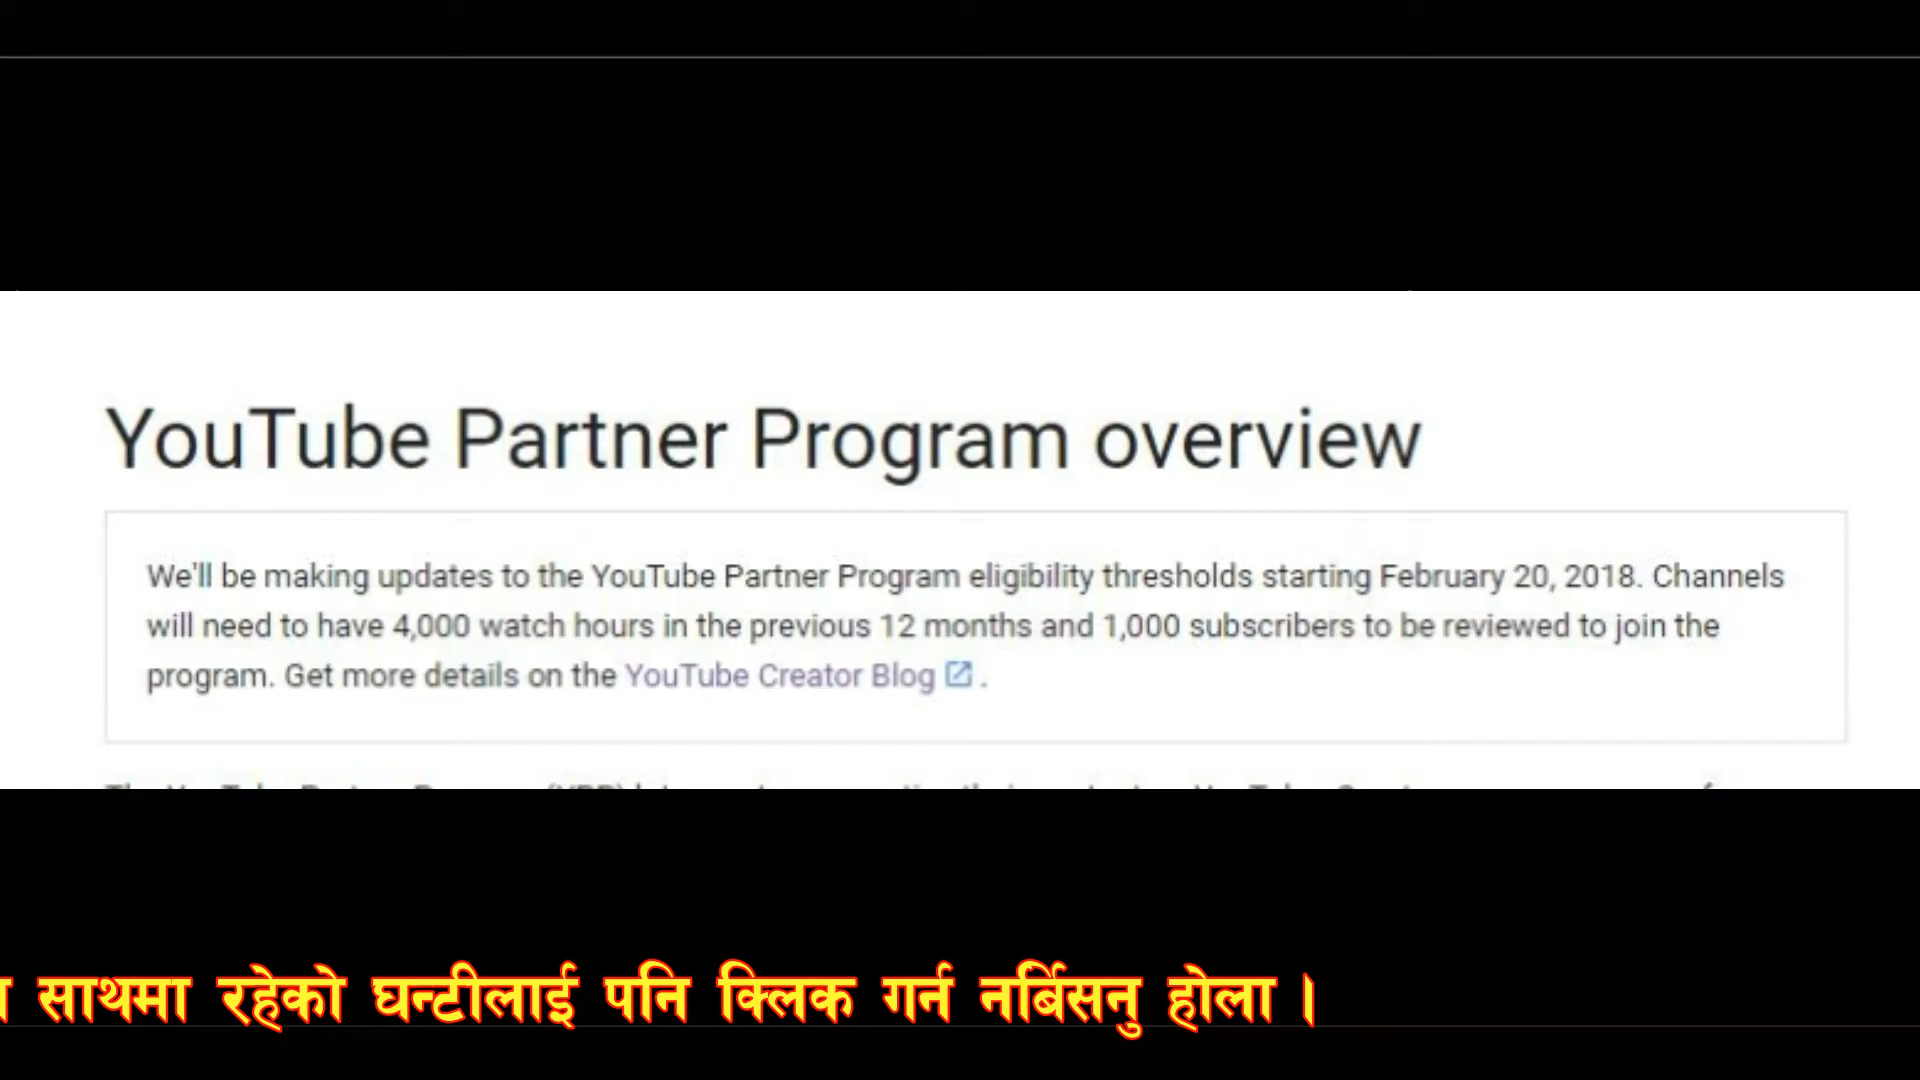 YouTube Partner Program overview
We'll be making updates to the YouTube Partner Program eligibility thresholds starting February 20, 2018. Channels
will need to have 4,000 watch hours in the previous 12 months and 1,000 subscribers to be reviewed to join the
program. Get more details on the YouTube Creator Blog .
साथमा रहेको घन्टीलाई पनि क्लिक गर्न नर्बिसनु होला ।